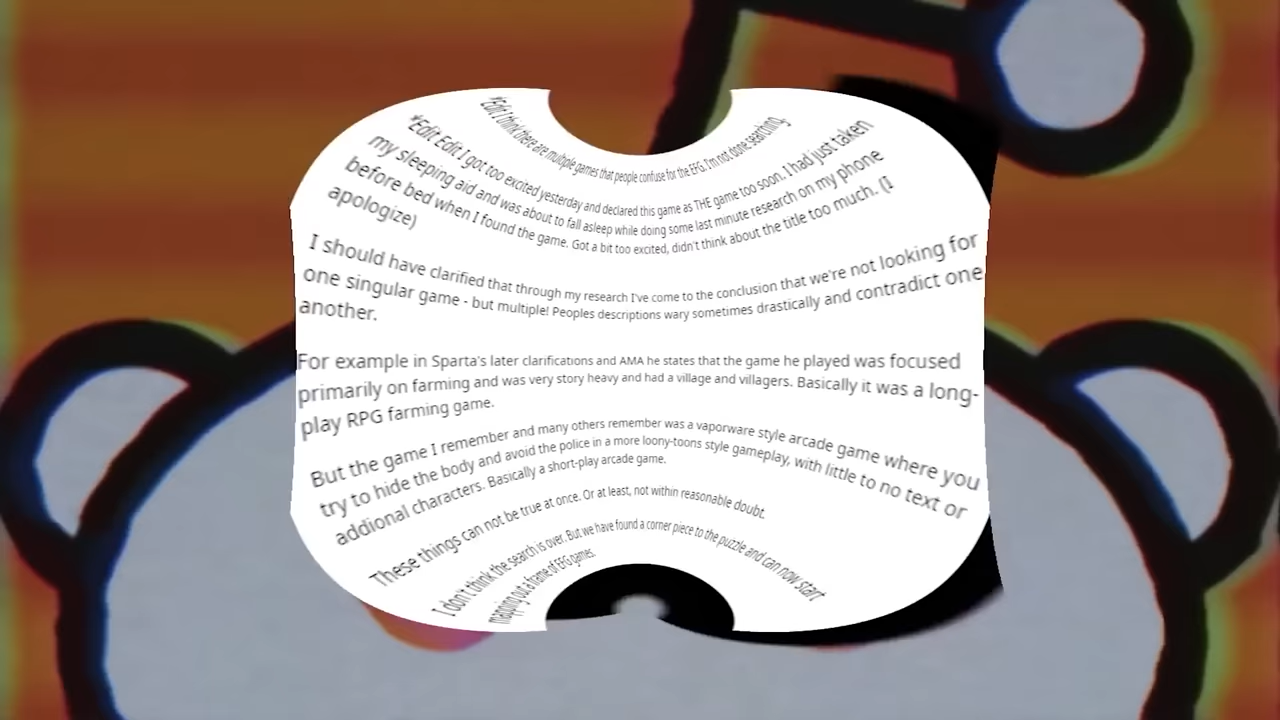 *Edit I think there are multiple games that people confuse for the EFG. I'm not done searching.
*Edit Edit I got too excited yesterday and declared this game as THE game too soon. I had just taken
my sleeping aid and was about to fall asleep while doing some last minute research on my phone
before bed when I found the game. Got a bit too excited, didn't think about the title too much. (I
apologize)
I should have clarified that through my research I've come to the conclusion that we're not looking for
one singular game - but multiple! Peoples descriptions wary sometimes drastically and contradict one
another.
For example in Sparta's later clarifications and AMA he states that the game he played was focused
primarily on farming and was very story heavy and had a village and villagers. Basically it was a long-
play RPG farming game.
But the game I remember and many others remember was a vaporware style arcade game where you
try to hide the body and avoid the police in a more loony-toons style gameplay, with little to no text or
addional characters. Basically a short-play arcade game.
These things can not be true at once. Or at least, not within reasonable doubt.
I don't think the search is over. But we have found a corner piece to the puzzle and can now start
mapping out a frame of EFG games.